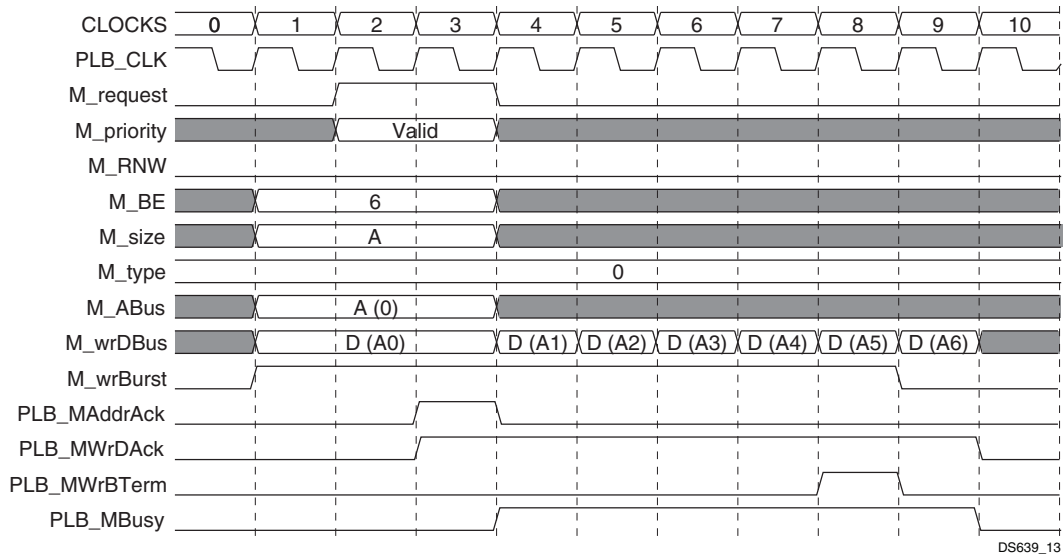 CLOCKS 0 1 2 3 4 5 6 7 8 9 10
PLB_CLK
M_request
M_priority Valid
M_RNW
M_BE 6
M_size A
M_type 0
M_ABus A (0)
M_wrDBus D (A0) D (A1) D (A2) D (A3) D (A4) D (A5) D (A6)
M_wrBurst
PLB_MAddrAck
PLB_MWrDAck
PLB_MWrBTerm
PLB_MBusy
DS639_13